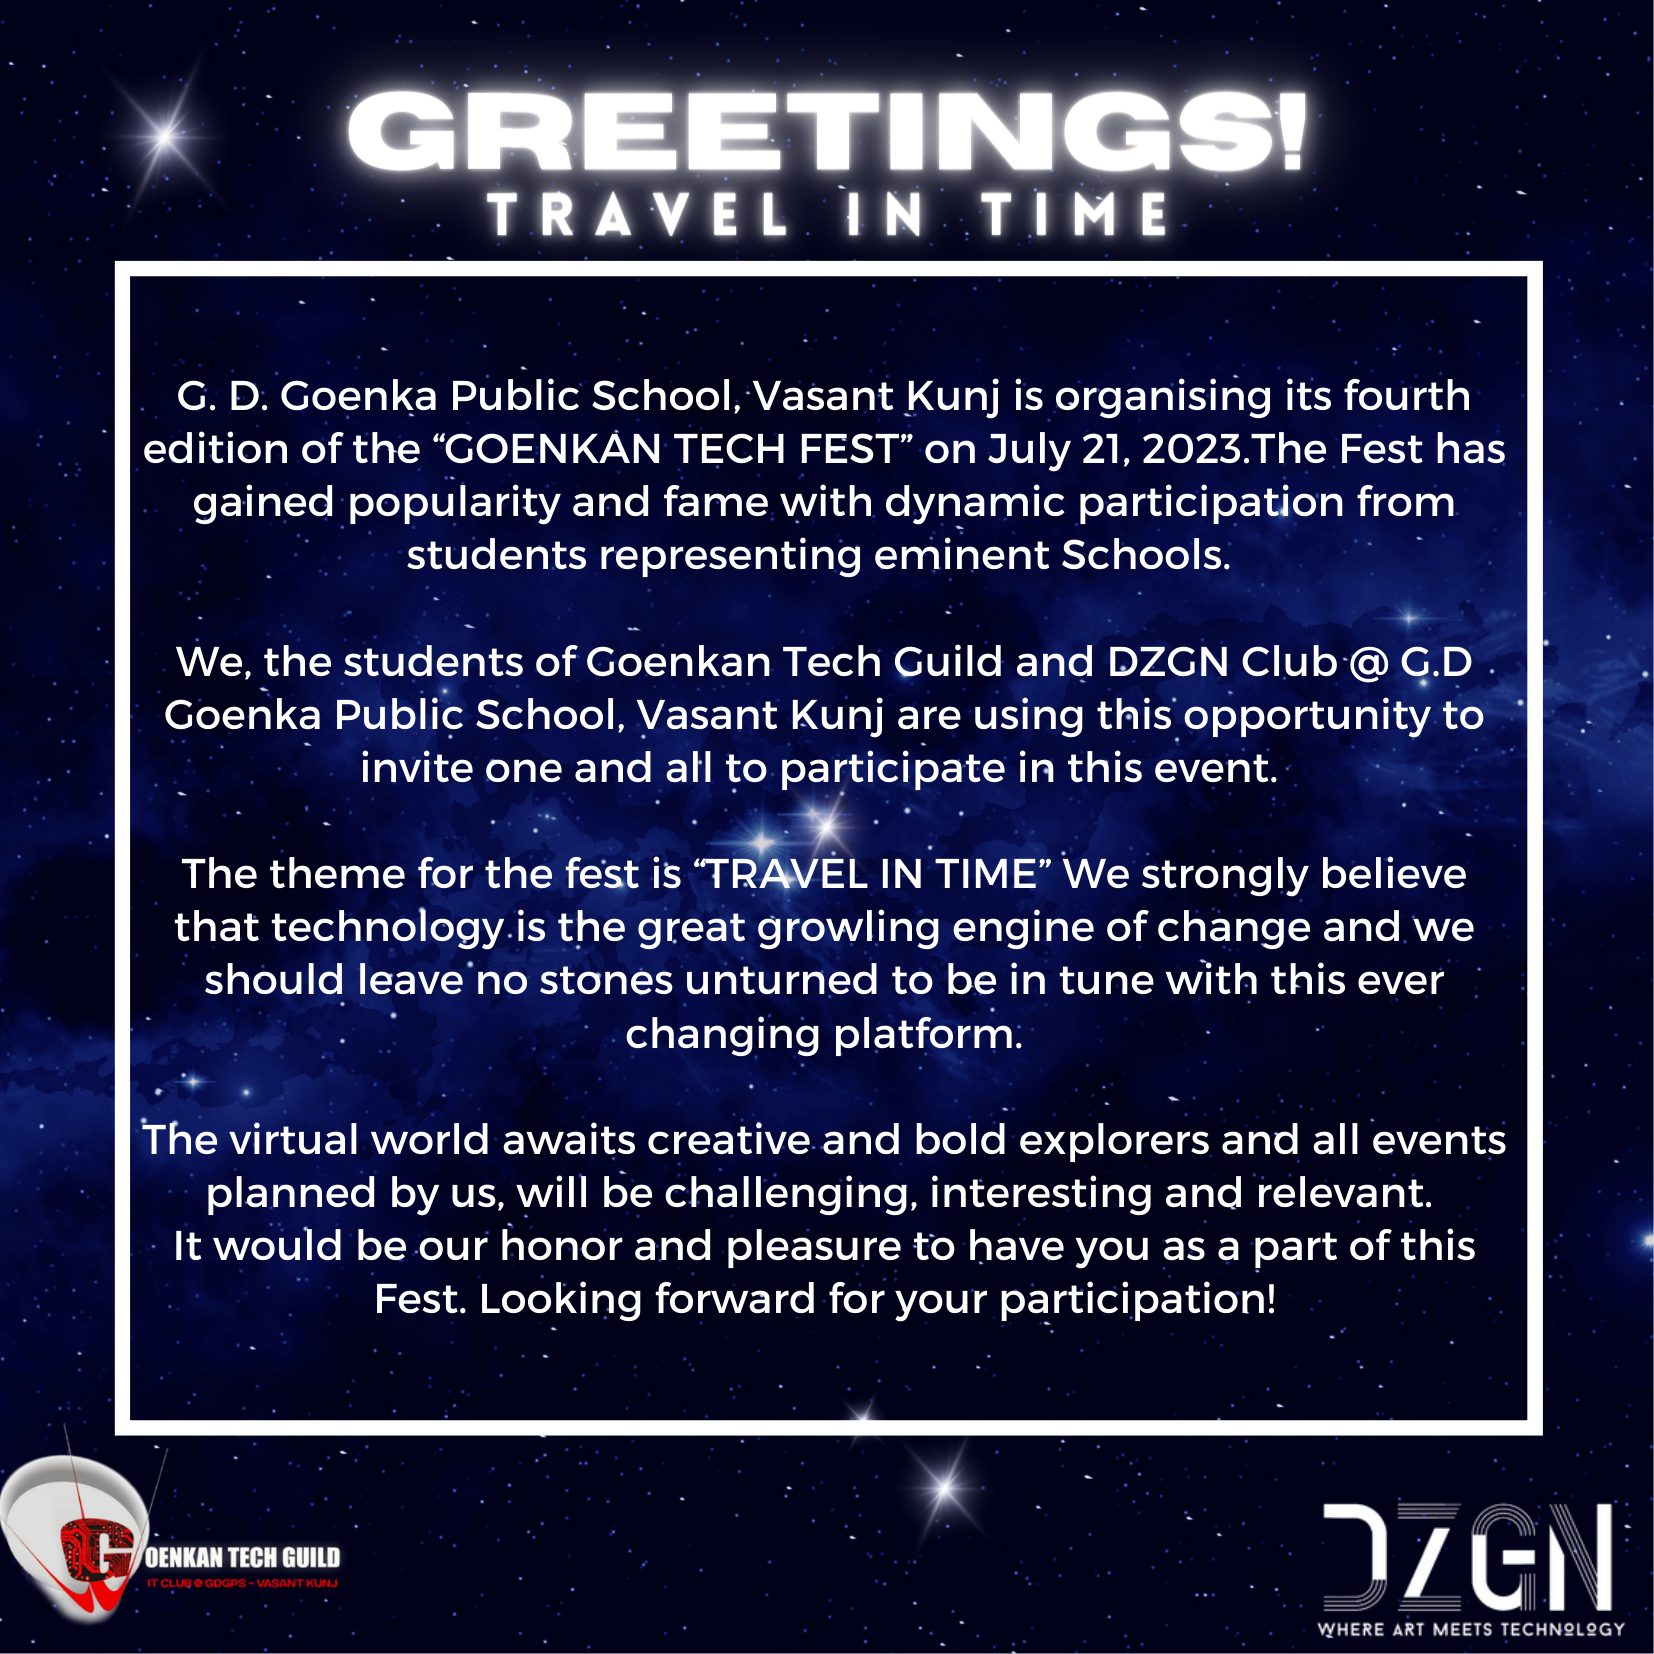 GREETINGS!
TRAVEL IN TIME
G. D. Goenka Public School, Vasant Kunj is organising its fourth
edition of the “GOENKAN TECH FEST” on July 21, 2023.The Fest has
gained popularity and fame with dynamic participation from
students representing eminent Schools.
We, the students of Goenkan Tech Guild and DZGN Club @ G.D
Goenka Public School, Vasant Kunj are using this opportunity to
invite one and all to participate in this event.
The theme for the fest is “TRAVEL IN TIME” We strongly believe
that technology is the great growling engine of change and we
should leave no stones unturned to be in tune with this ever
changing platform.
The virtual world awaits creative and bold explorers and all events
planned by us, will be challenging, interesting and relevant.
It would be our honor and pleasure to have you as a part of this
Fest. Looking forward for your participation!
GOENKAN TECH GUILD
IT CLUB @ GDGPS - VASANT KUNJ
DZGN
WHERE ART MEETS TECHNOLOGY